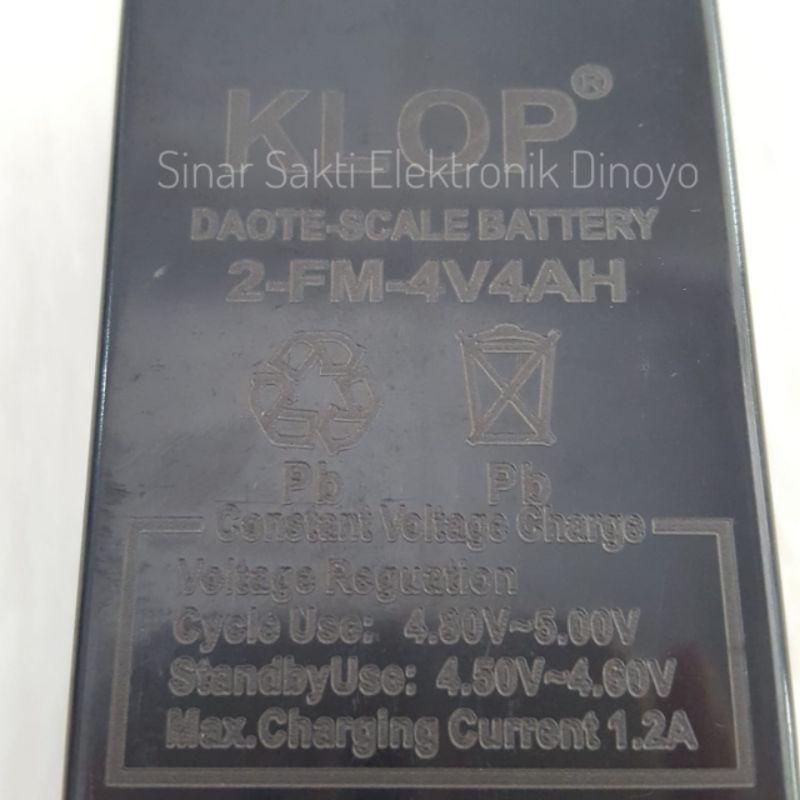 KLOP®
Sinar Sakti Elektronik Dinoyo
DAOTE-SCALE BATTERY
2-FM-4V4AH
Pb Pb
Constant Voltage Charge
Voltage Reguation
Cycle Use: 4.80V~5.00V
StandbyUse: 4.50V~4.60V
Max.Charging Current 1.2A